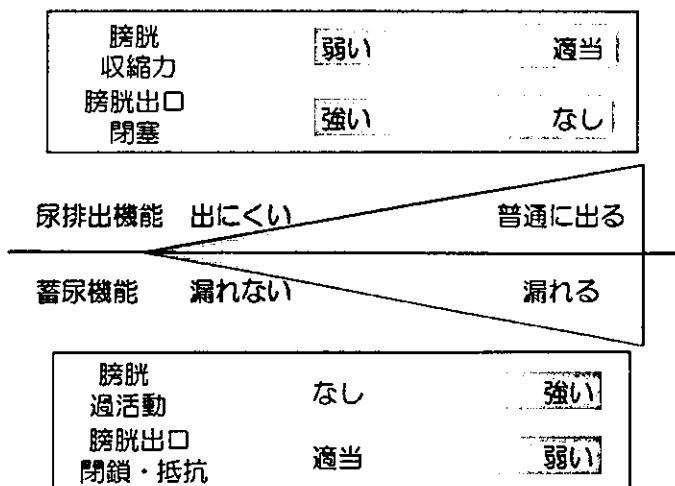 膀胱
収縮力
弱い 適当
膀胱出口
閉塞
強い なし
尿排出機能 出にくい 普通に出る
蓄尿機能 漏れない 漏れる
膀胱
過活動
なし 強い
膀胱出口
閉鎖・抵抗
適当 弱い